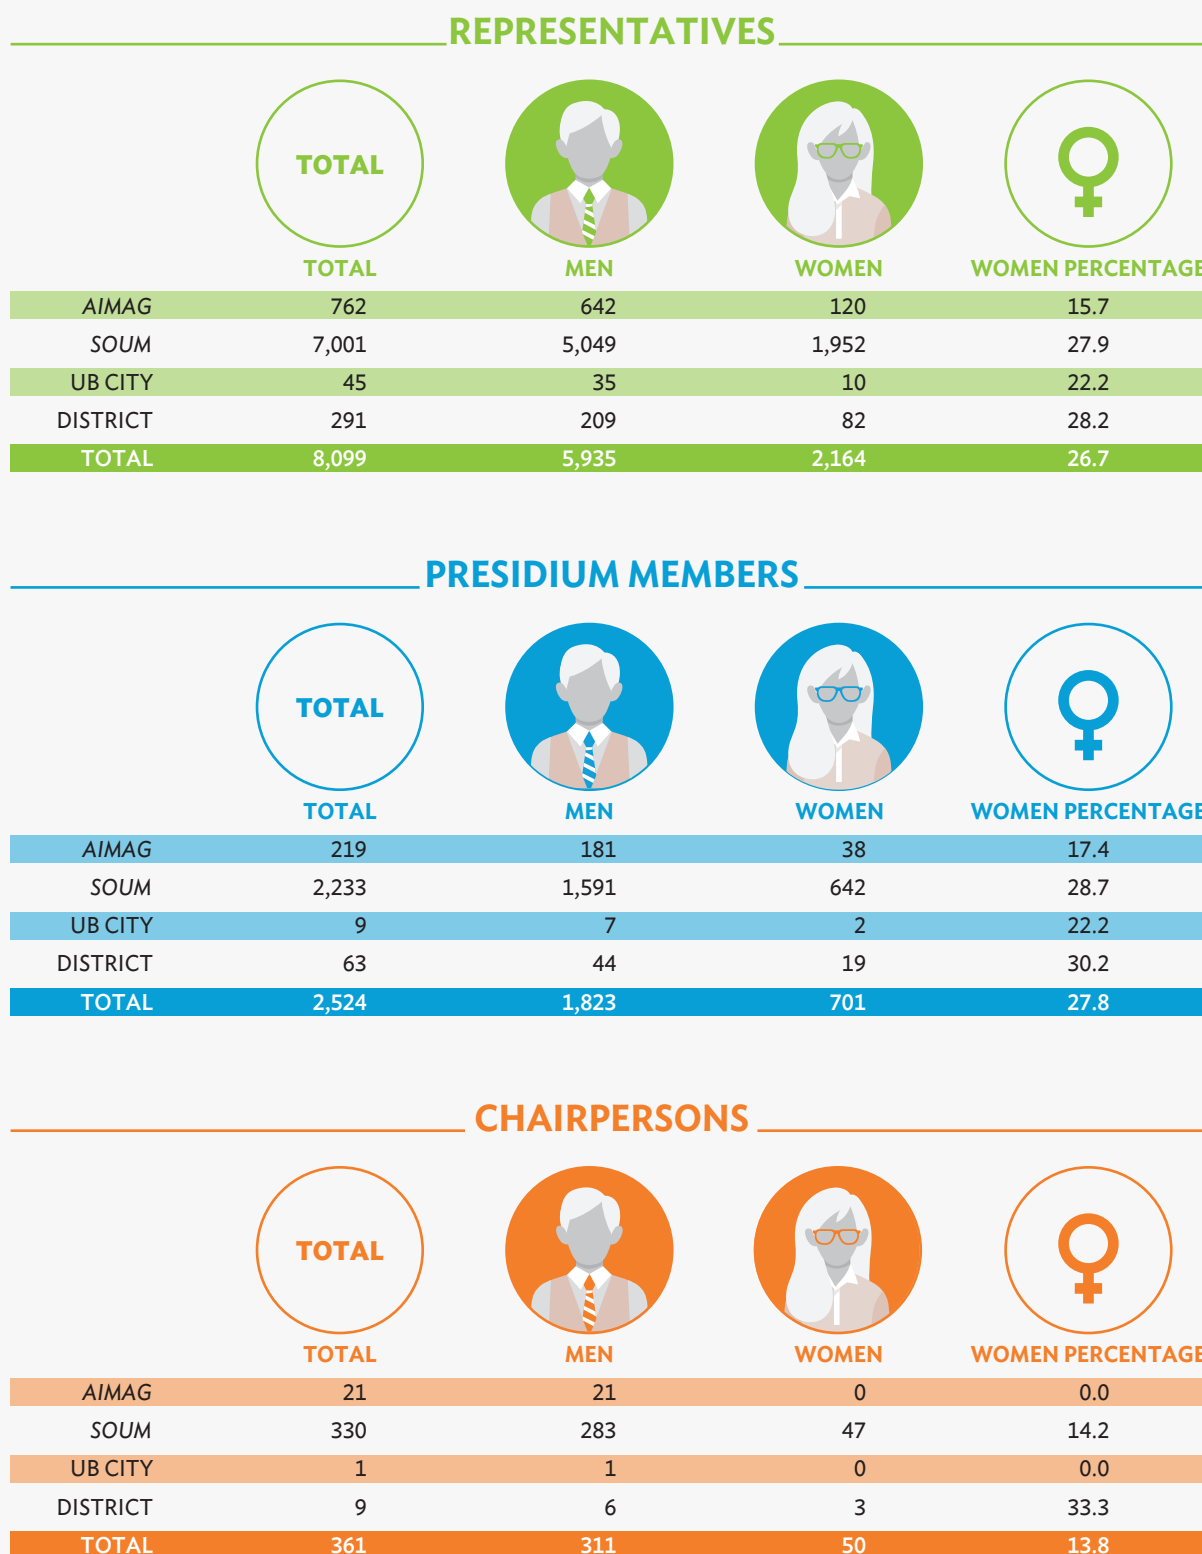 REPRESENTATIVES
TOTAL
TOTAL MEN WOMEN WOMEN PERCENTAGE
AIMAG 762 642 120 15.7
SOUM 7,001 5,049 1,952 27.9
UB CITY 45 35 10 22.2
DISTRICT 291 209 82 28.2
TOTAL 8,099 5,935 2,164 26.7
PRESIDIUM MEMBERS
TOTAL
TOTAL MEN WOMEN WOMEN PERCENTAGE
AIMAG 219 181 38 17.4
SOUM 2,233 1,591 642 28.7
UB CITY 9 7 2 22.2
DISTRICT 63 44 19 30.2
TOTAL 2,524 1,823 701 27.8
CHAIRPERSONS
TOTAL
TOTAL MEN WOMEN WOMEN PERCENTAGE
AIMAG 21 21 0 0.0
SOUM 330 283 47 14.2
UB CITY 1 1 0 0.0
DISTRICT 9 6 3 33.3
TOTAL 361 311 50 13.8